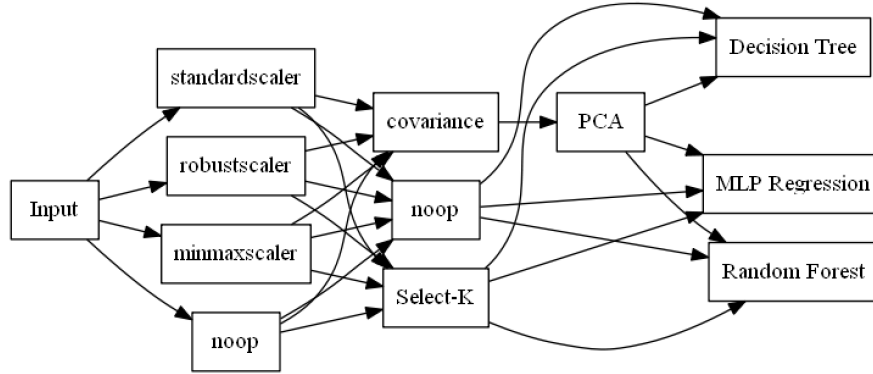 Input
standardscaler
robustscaler
minmaxscaler
noop
covariance
noop
Select-K
PCA
Decision Tree
MLP Regression
Random Forest